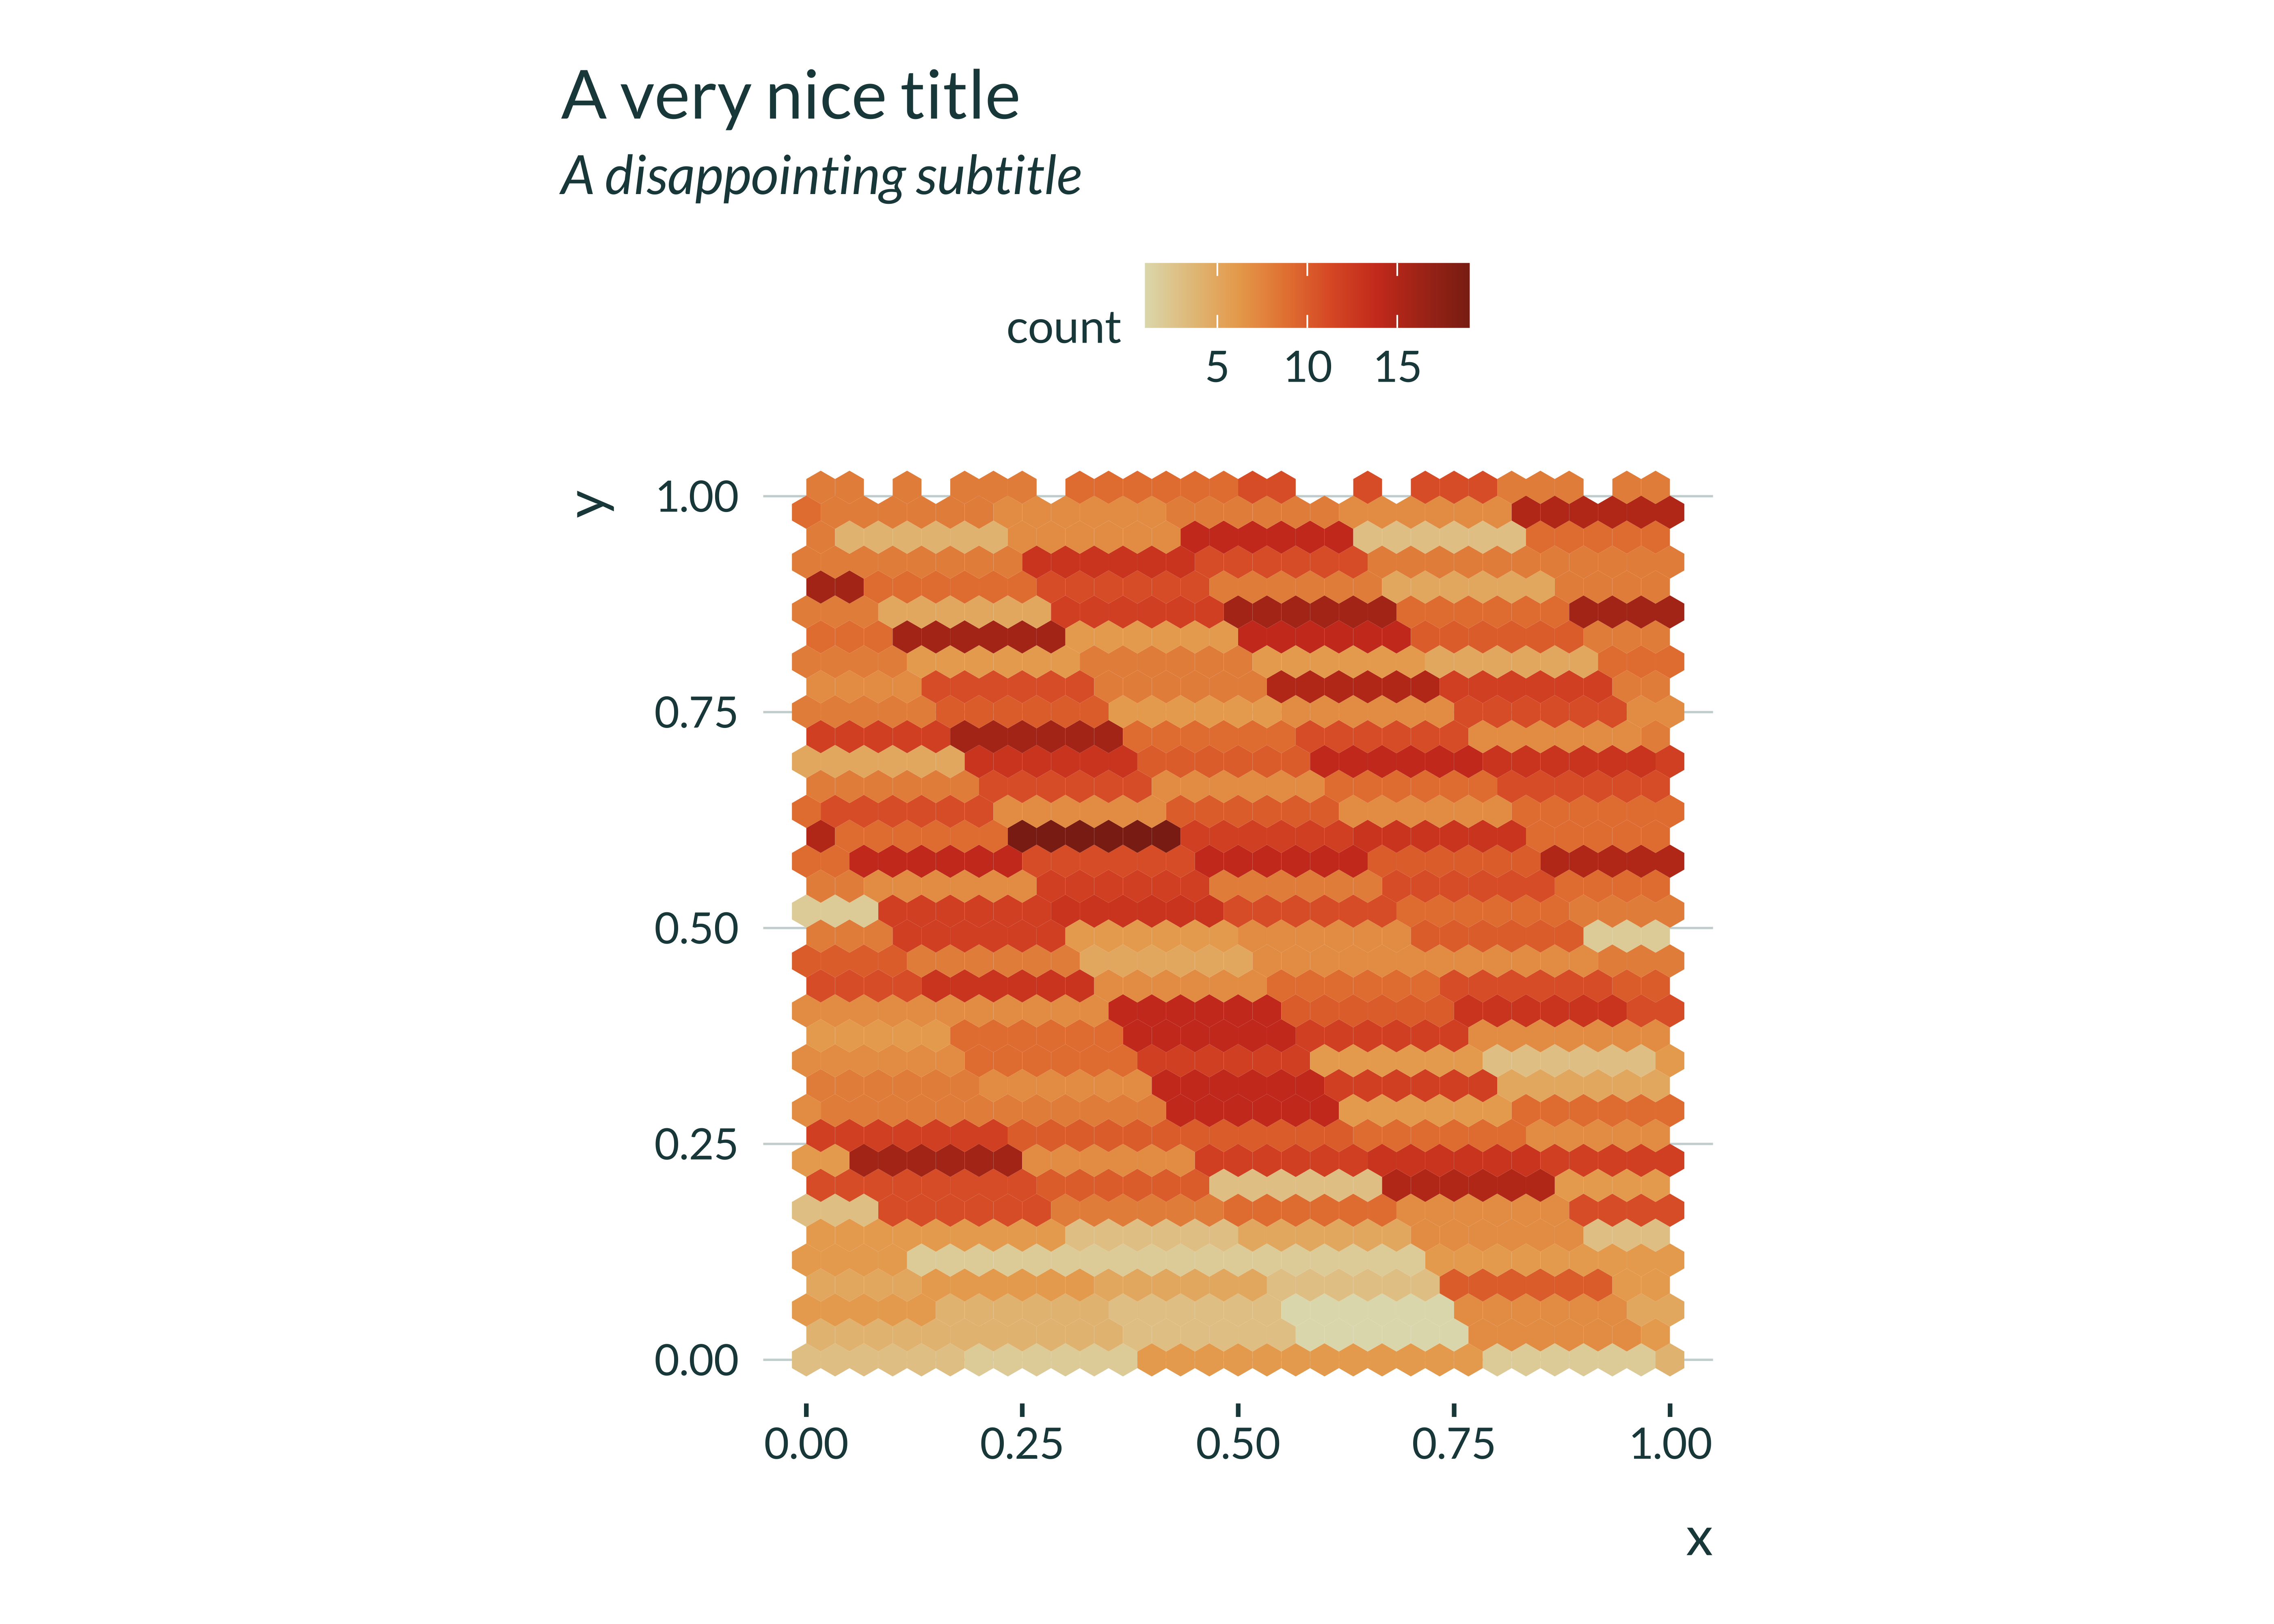 A very nice title
A disappointing subtitle
count
5 10 15
y
1.00
0.75
0.50
0.25
0.00
0.00 0.25 0.50 0.75 1.00
x